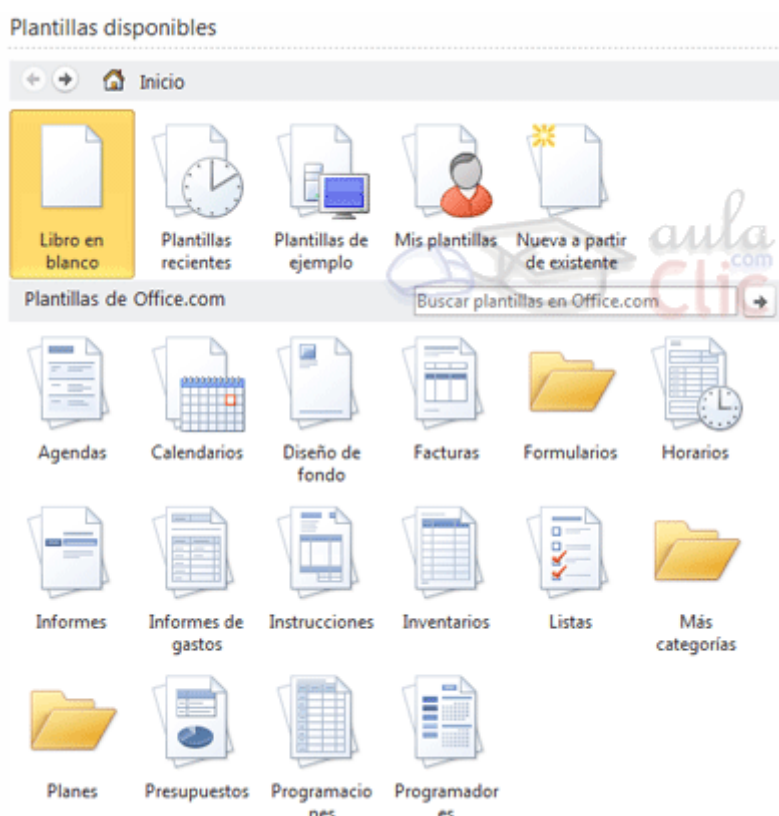 Plantillas disponibles
Inicio
Libro en blanco
Plantillas recientes
Plantillas de ejemplo
Mis plantillas
Nueva a partir de existente
aula
.com
Clic
Plantillas de Office.com
Buscar plantillas en Office.com
Agendas
Calendarios
Diseño de fondo
Facturas
Formularios
Horarios
Informes
Informes de gastos
Instrucciones
Inventarios
Listas
Más categorías
Planes
Presupuestos
Programaciones
Programadores